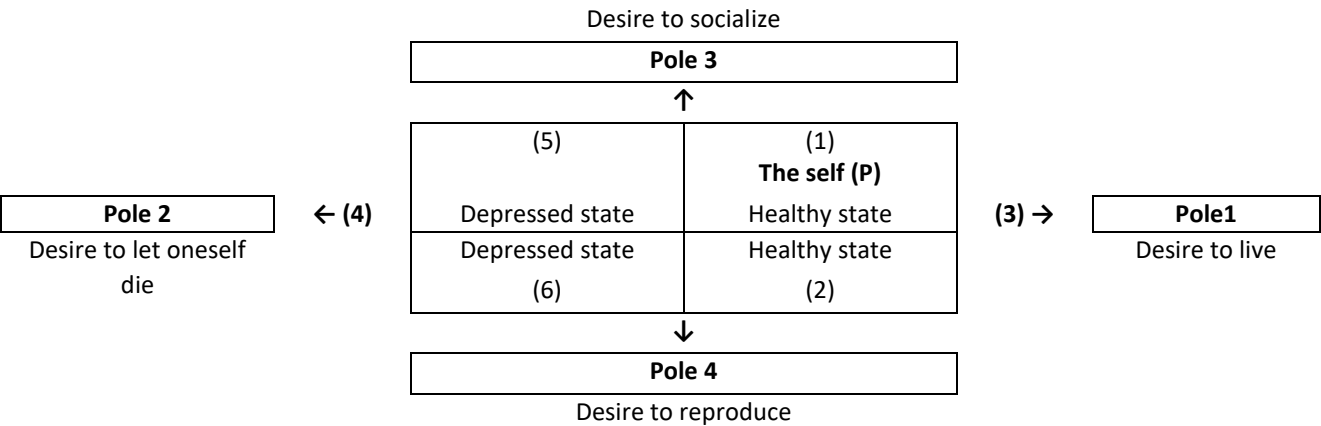 Desire to socialize
Pole 3
↑
(5) (1)
The self (P)
Pole 2 ← (4) Depressed state Healthy state (3) → Pole1
Desire to let oneself Depressed state Healthy state Desire to live
die (6) (2)
↓
Pole 4
Desire to reproduce